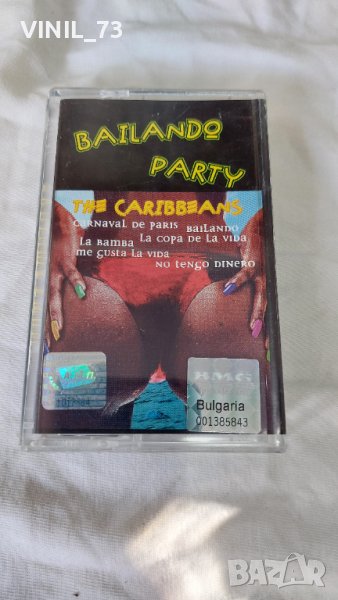 VINIL_73
BAILANDO
PARTY
THE CARIBBEANS
CARNAVAL DE PARIS BAILANDO
LA BAMBA LA COPA DE LA VIDA
ME GUSTA LA VIDA
NO TENGO DINERO
Bulgaria
001385843
BAZAR